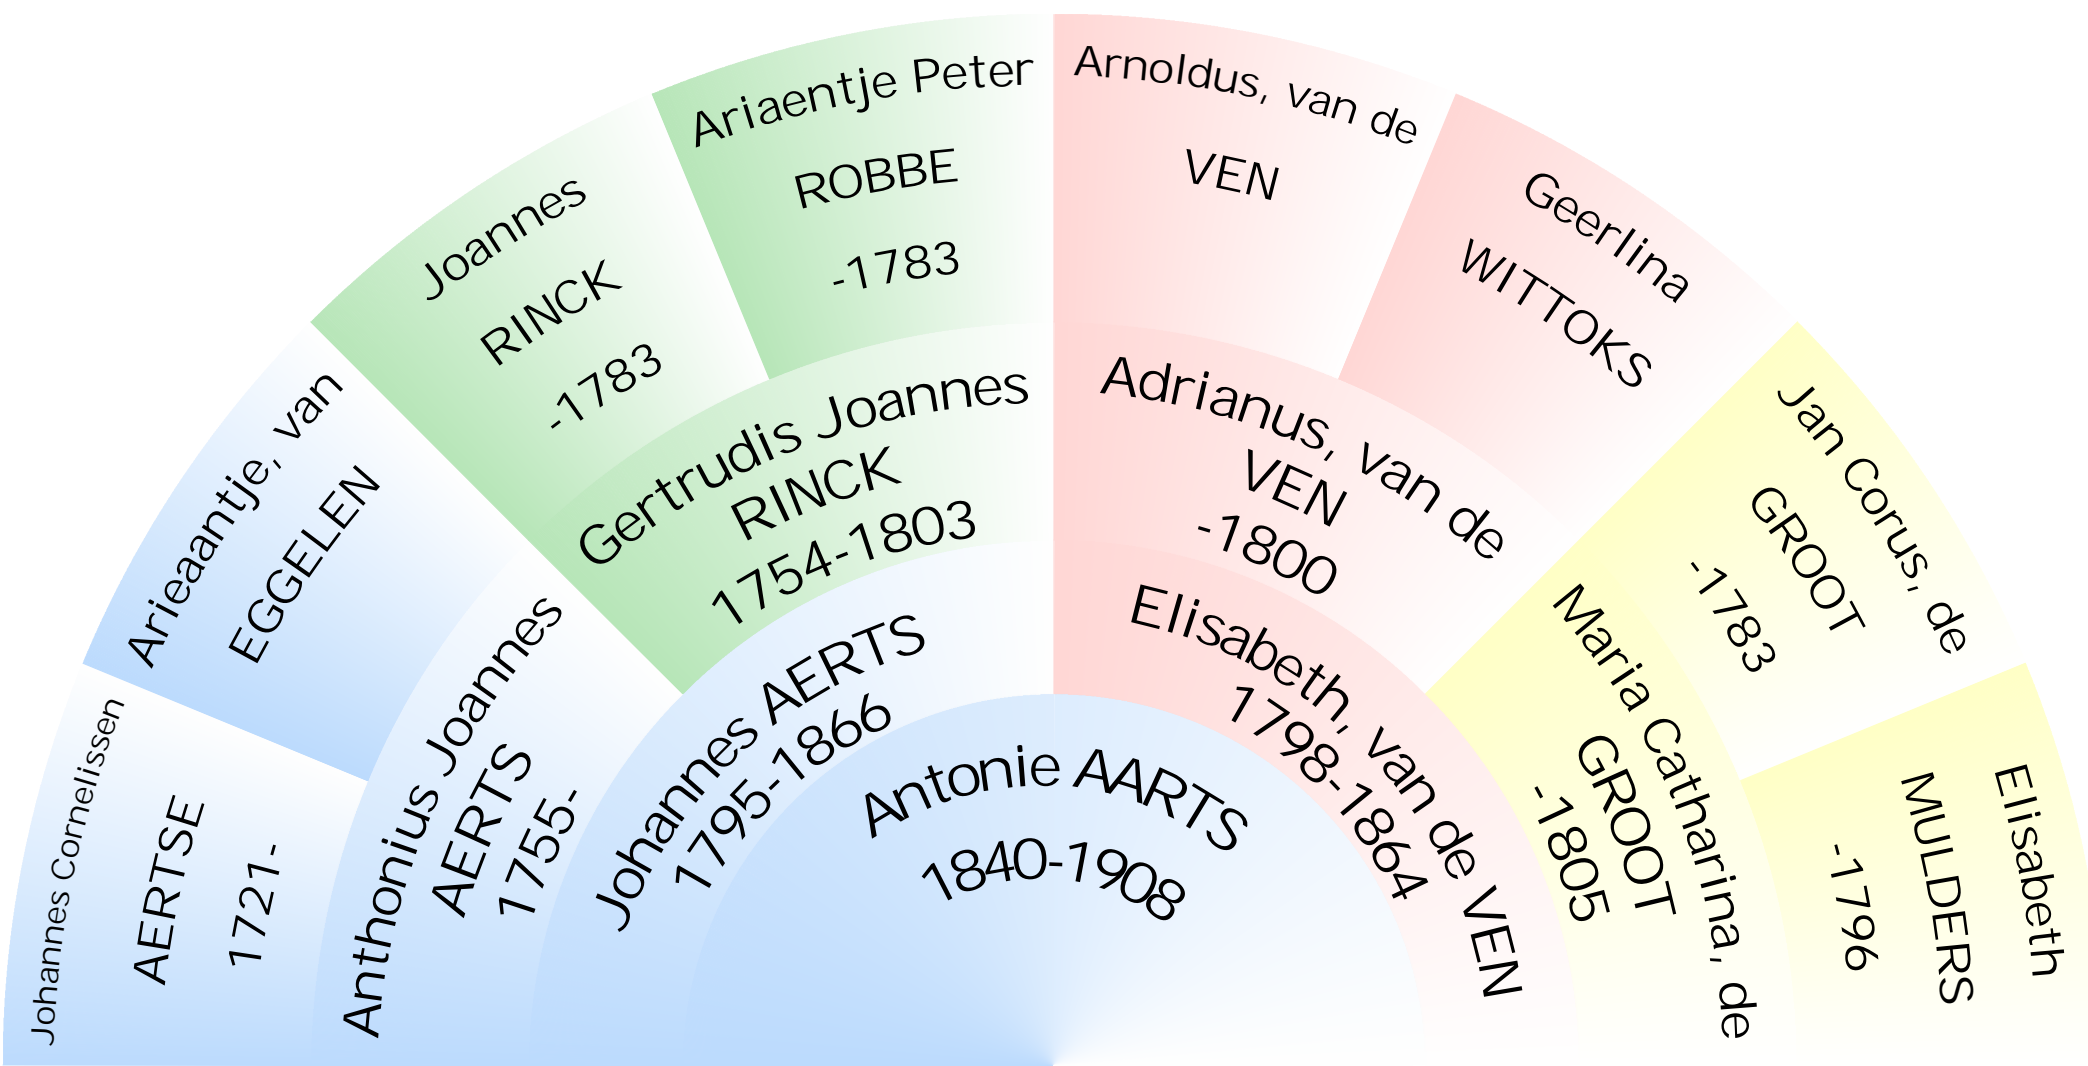 Johannes Cornelissen
AERTSE
1721-
Arieaantje, van
EGGELEN
Joannes
RINCK
-1783
Ariaentje Peter
ROBBE
-1783
Arnoldus, van de
VEN
Geerlina
WITTOKS
Jan Corus, de
GROOT
-1783
Elisabeth
MULDERS
-1796
Anthonius Joannes
AERTS
1755-
Gertrudis Joannes
RINCK
1754-1803
Adrianus, van de
VEN
-1800
Maria Catharina, de
GROOT
-1805
Johannes AERTS
1795-1866
Elisabeth, van de VEN
1798-1864
Antonie AARTS
1840-1908